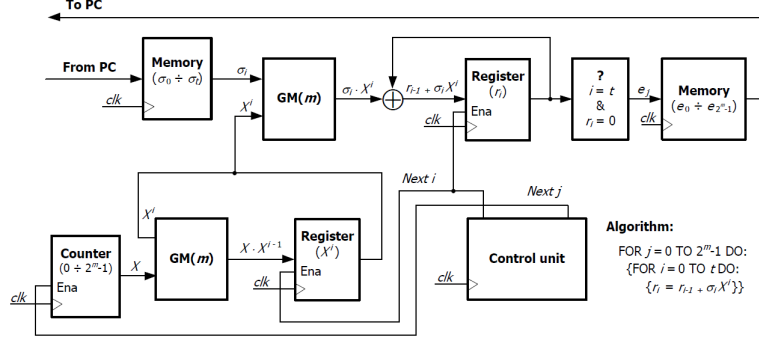 To PC
From PC
Memory
(σ₀ ÷ σₜ)
clk
σᵢ
Xⁱ
GM(m)
σᵢ · Xⁱ
rᵢ₋₁ + σᵢ Xⁱ
Register
(rᵢ)
Ena
clk
?
i = t
&
rᵢ = 0
eⱼ
Memory
(e₀ ÷ e₂ᵐ₋₁)
clk
Next i
Next j
Counter
(0 ÷ 2ᵐ-1)
Ena
clk
X
Xⁱ
GM(m)
X · Xⁱ⁻¹
Register
(Xⁱ)
Ena
clk
Control unit
clk
Algorithm:
FOR j = 0 TO 2ᵐ-1 DO:
{FOR i = 0 TO t DO:
{rᵢ = rᵢ₋₁ + σᵢ Xⁱ}}